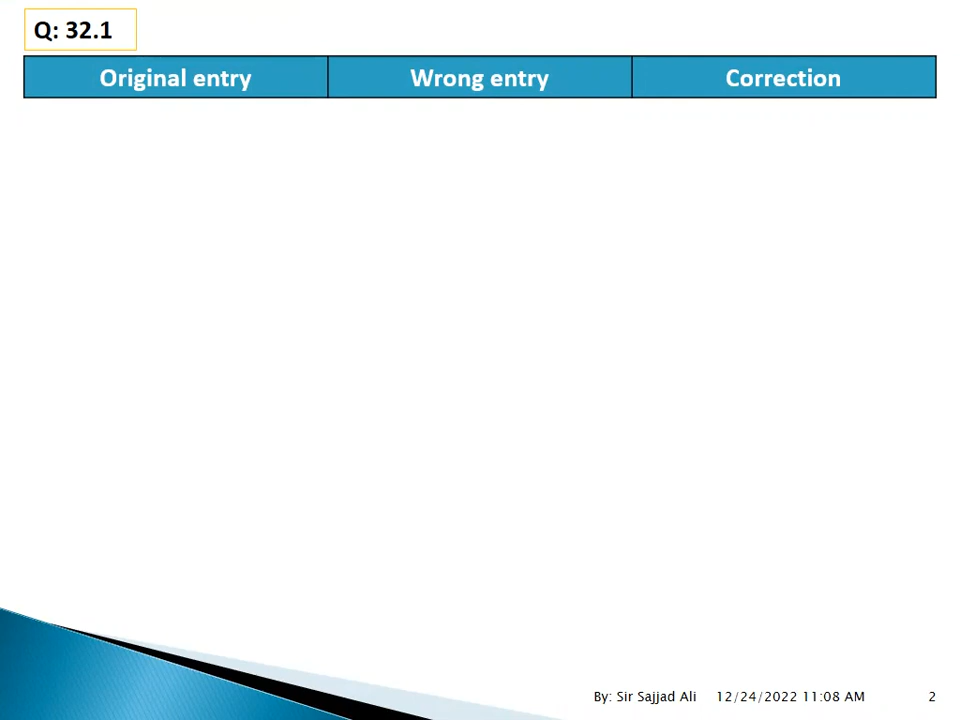 Q: 32.1
Original entry Wrong entry Correction
By: Sir Sajjad Ali 12/24/2022 11:08 AM 2